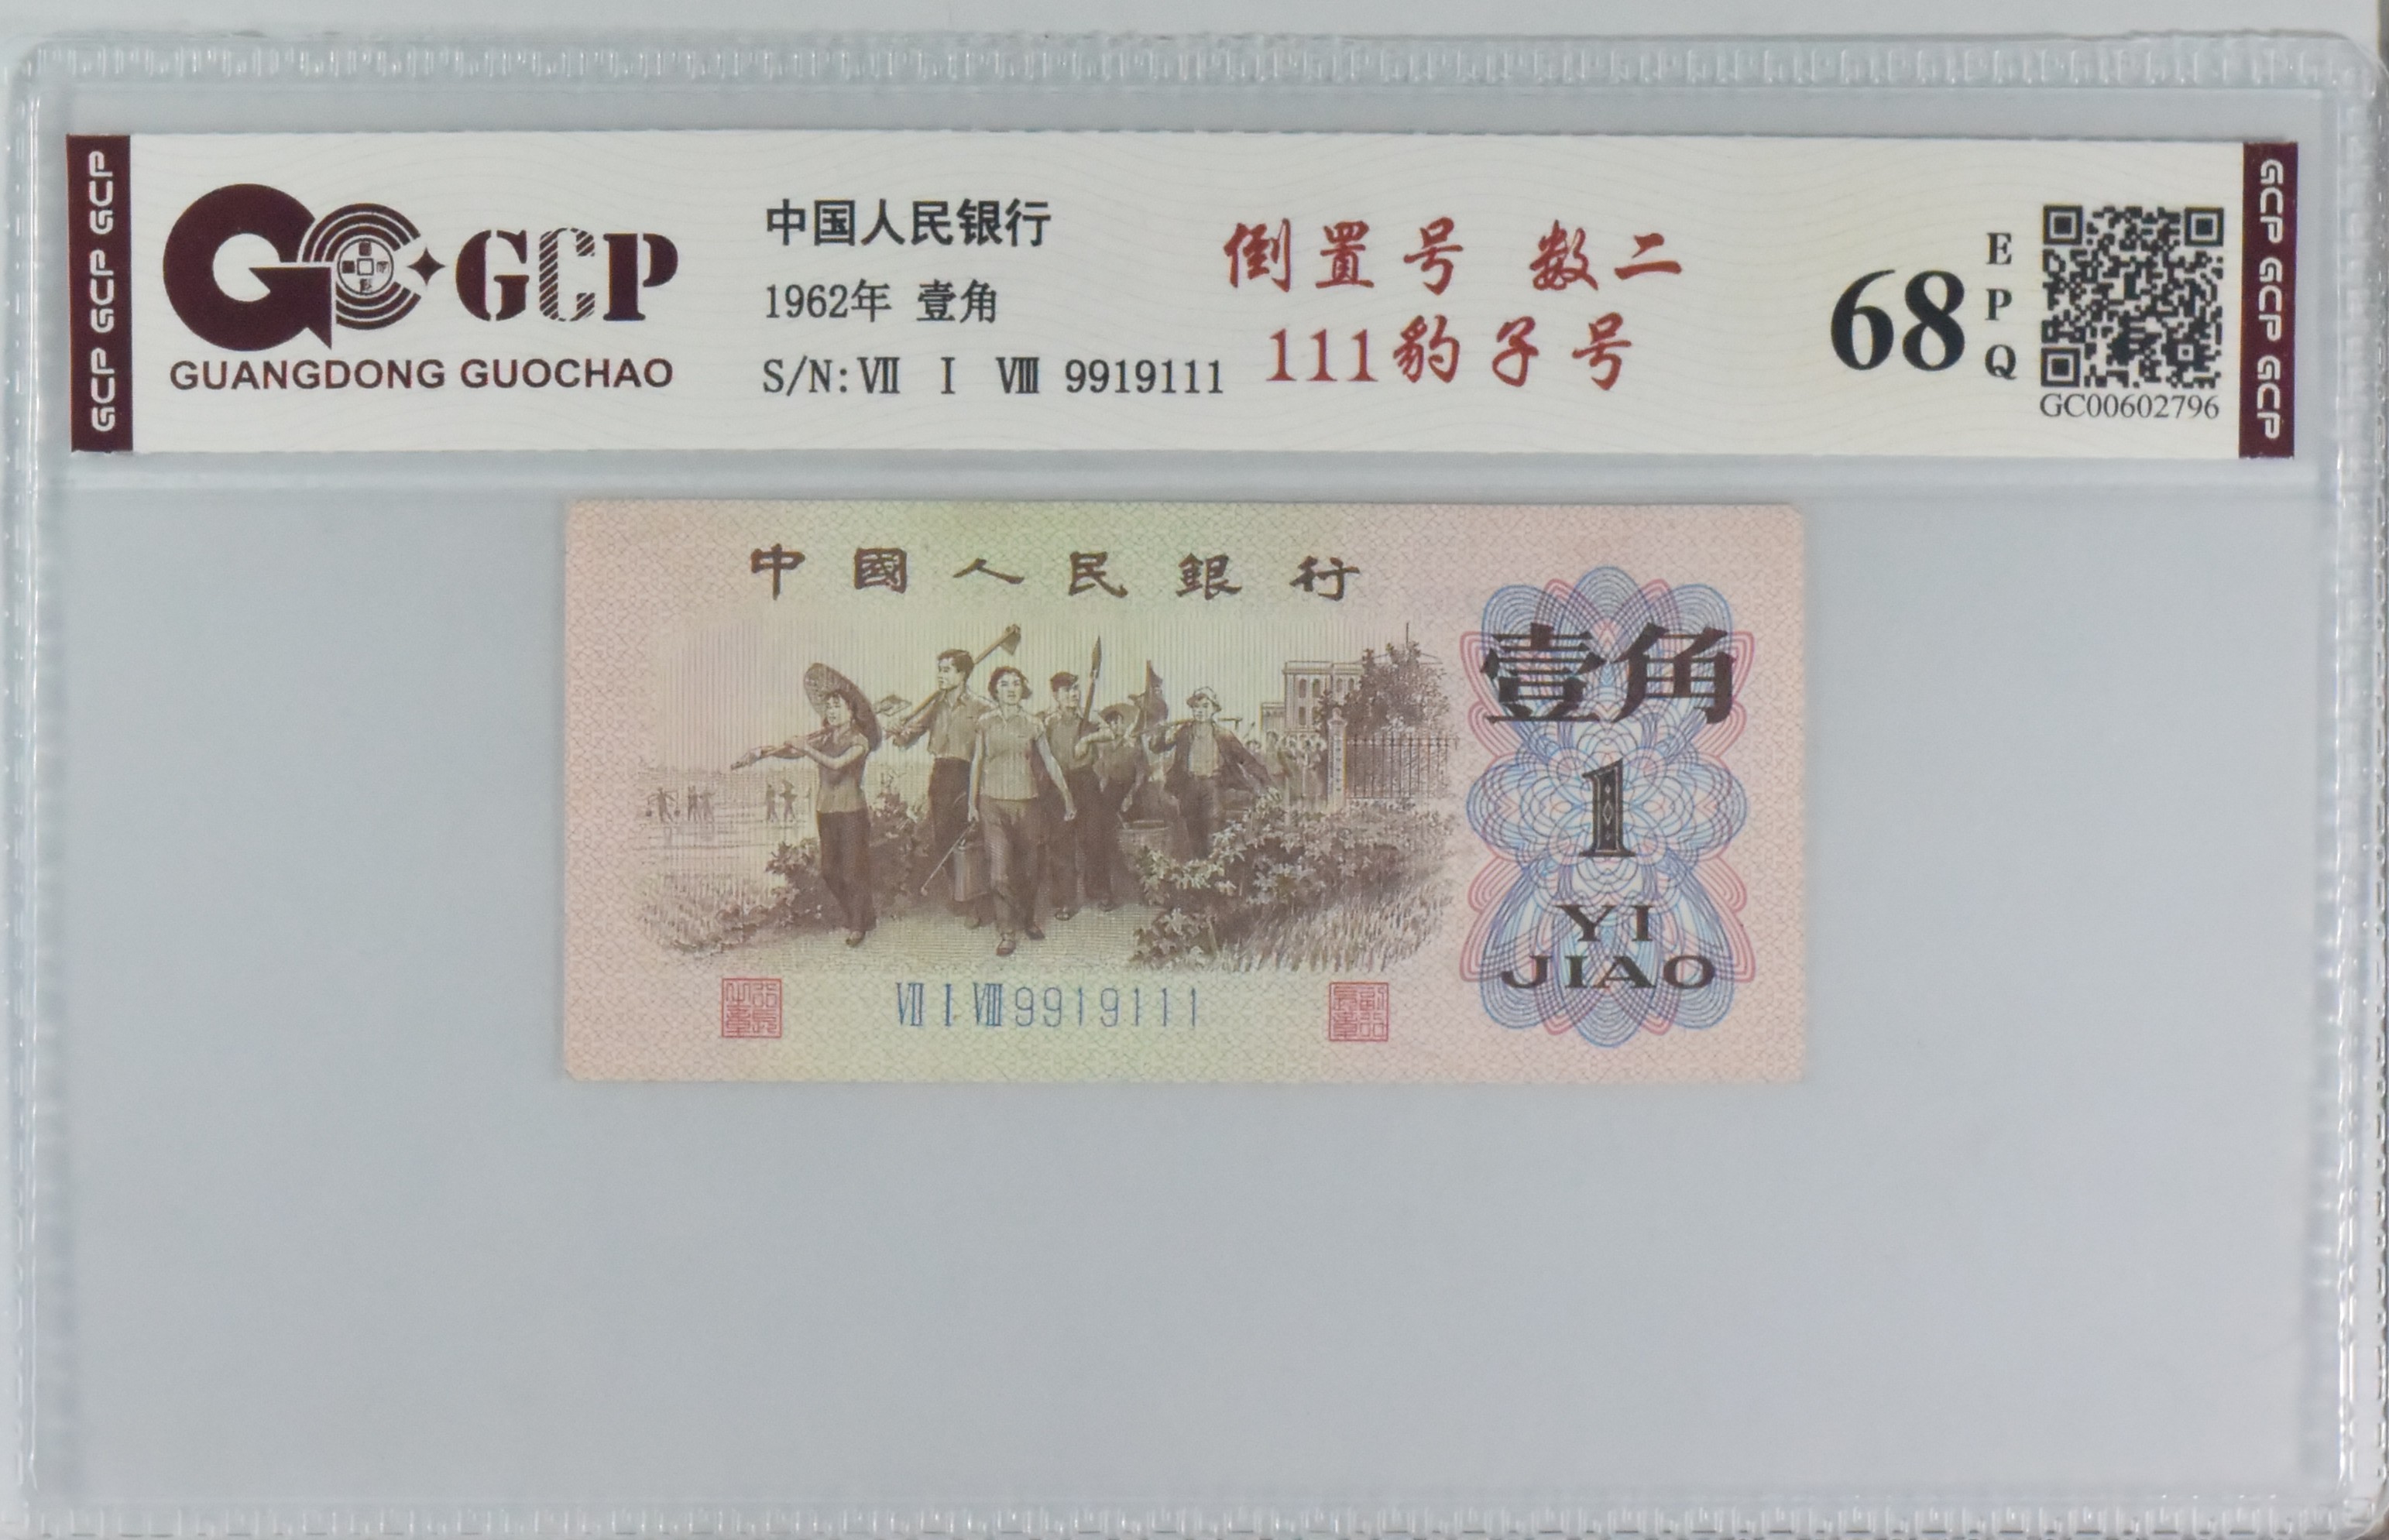 GCP GCP GCP
GCP
GUANGDONG GUOCHAO
中国人民银行
1962年 壹角
S/N: Ⅶ Ⅰ Ⅷ 9919111
倒置号 数二
111豹子号
68
EPQ
GC00602796
GCP GCP GCP
中國人民銀行
壹角
1
YI
JIAO
Ⅶ Ⅰ Ⅷ 9919111